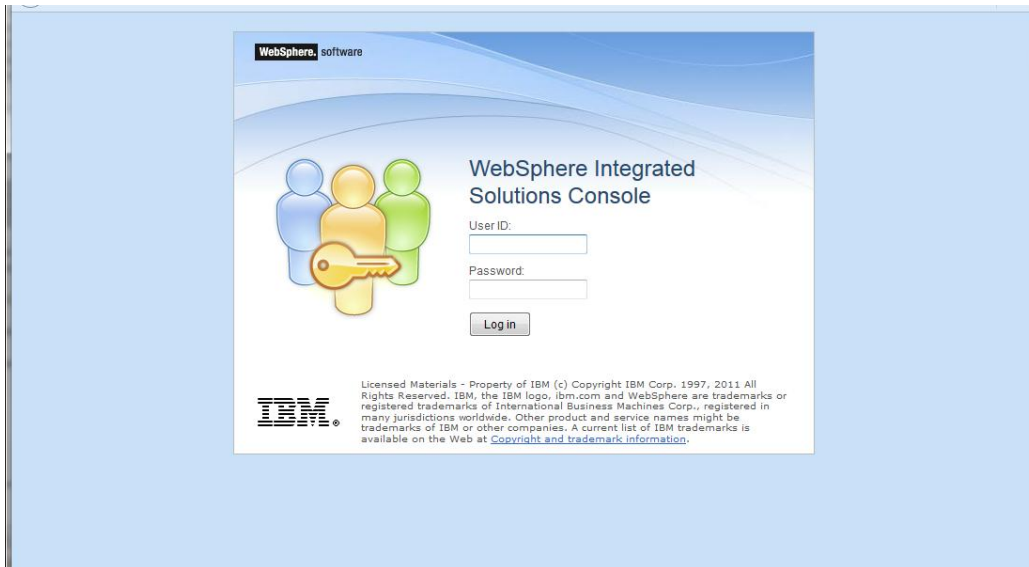 WebSphere. software
WebSphere Integrated
Solutions Console
User ID:
Password:
Log in
Licensed Materials - Property of IBM (c) Copyright IBM Corp. 1997, 2011 All
Rights Reserved. IBM, the IBM logo, ibm.com and WebSphere are trademarks or
registered trademarks of International Business Machines Corp., registered in
many jurisdictions worldwide. Other product and service names might be
trademarks of IBM or other companies. A current list of IBM trademarks is
available on the Web at Copyright and trademark information.
IBM®